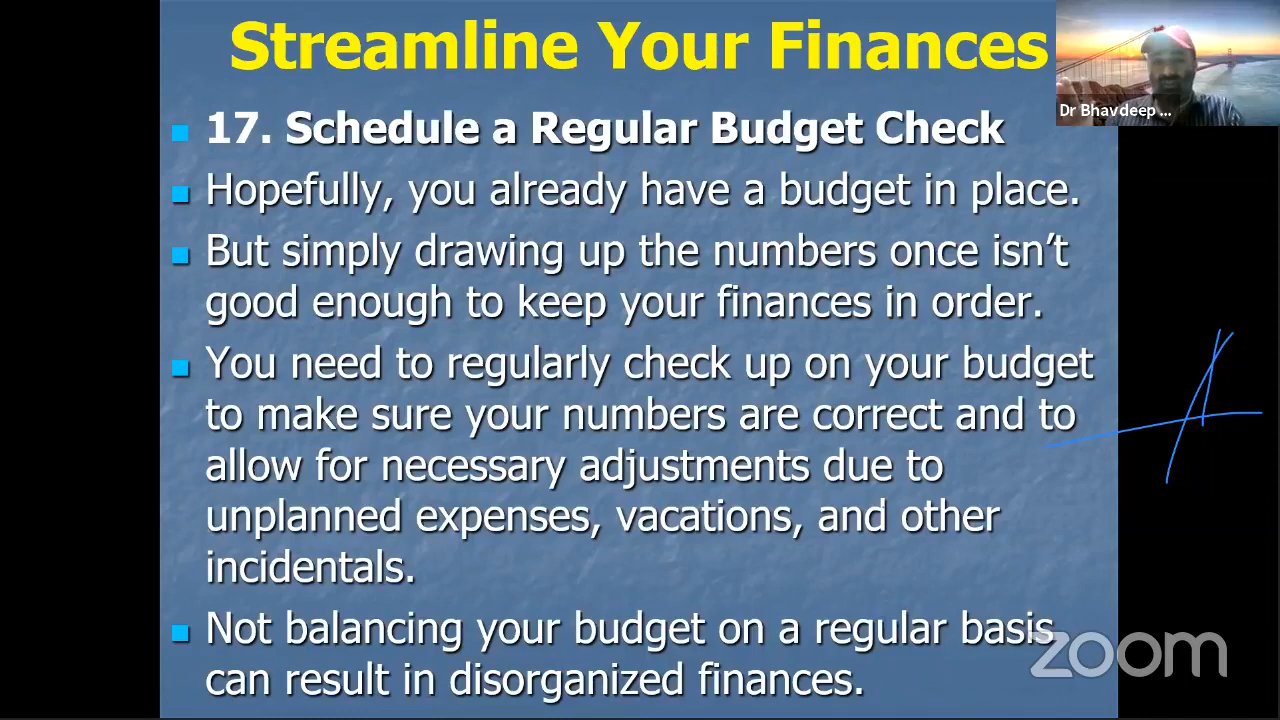 Streamline Your Finances
Dr Bhavdeep ...
17. Schedule a Regular Budget Check
Hopefully, you already have a budget in place.
But simply drawing up the numbers once isn’t
good enough to keep your finances in order.
You need to regularly check up on your budget
to make sure your numbers are correct and to
allow for necessary adjustments due to
unplanned expenses, vacations, and other
incidentals.
Not balancing your budget on a regular basis
can result in disorganized finances.
zoom